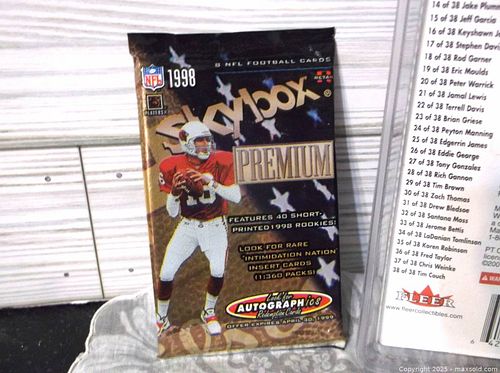 8 NFL FOOTBALL CARDS
NFL
1998
PLAYERS
RETAIL
SkyBox
PREMIUM
FEATURES 40 SHORT-
PRINTED 1998 ROOKIES!
LOOK FOR RARE
'INTIMIDATION NATION'
INSERT CARDS
(1:360 PACKS)
Look for
AUTOGRAPHics
Redemption Cards
OFFER EXPIRES APRIL 30, 1999
14 of 38 Jake Plum
15 of 38 Jeff Garcia
16 of 38 Keyshawn J
17 of 38 Stephen Dav
18 of 38 Rod Garner
19 of 38 Eric Moulds
20 of 38 Peter Warrick
21 of 38 Jamal Lewis
22 of 38 Terrell Davis
23 of 38 Brian Griese
24 of 38 Peyton Manning
25 of 38 Edgerrin James
26 of 38 Eddie George
27 of 38 Tony Gonzales
28 of 38 Rich Gannon
29 of 38 Tim Brown
30 of 38 Zach Thomas
31 of 38 Drew Bledsoe
32 of 38 Santana Moss
33 of 38 Jerome Bettis
34 of 38 LaDanian Tomlinson
35 of 38 Koren Robinson
36 of 38 Fred Taylor
37 of 38 Chris Weinke
38 of 38 Tim Couch
FLEER
www.fleercollectibles.com
Copyright 2025 - maxsold.com